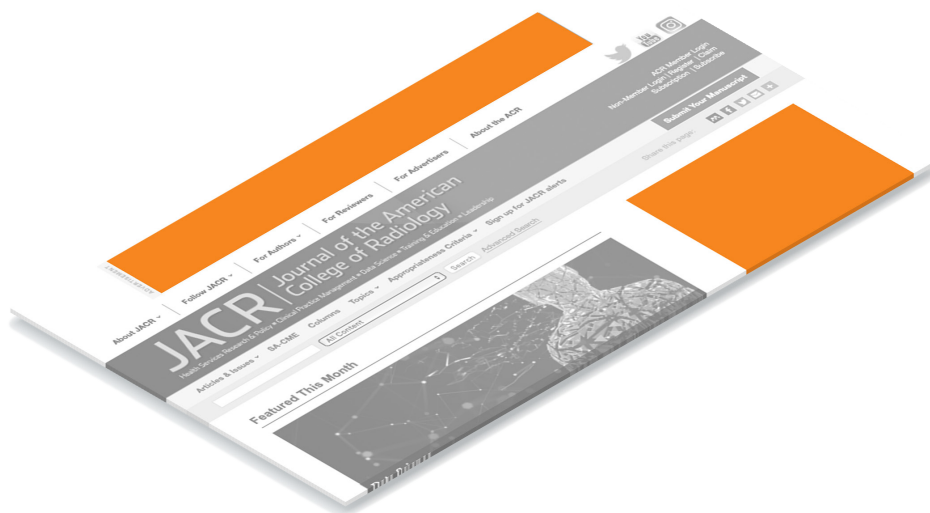 ADVERTISEMENT
You
Tube
About JACR
Follow JACR
For Authors
For Reviewers
For Advertisers
About the ACR
ACR Member Login
Non-Member Login | Register | Claim
Subscription | Subscribe
JACR
Journal of the American
College of Radiology
Health Services Research & Policy • Clinical Practice Management • Data Science • Training & Education • Leadership
Submit Your Manuscript
Articles & Issues
SA-CME
Columns
Topics
Appropriateness Criteria
Sign up for JACR alerts
Share this page:
All Content
Search
Advanced Search
Featured This Month